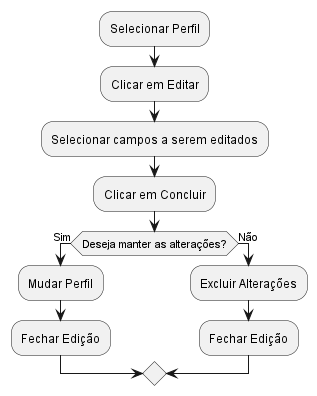 Selecionar Perfil
Clicar em Editar
Selecionar campos a serem editados
Clicar em Concluir
Sim
Deseja manter as alterações?
Não
Mudar Perfil
Excluir Alterações
Fechar Edição
Fechar Edição